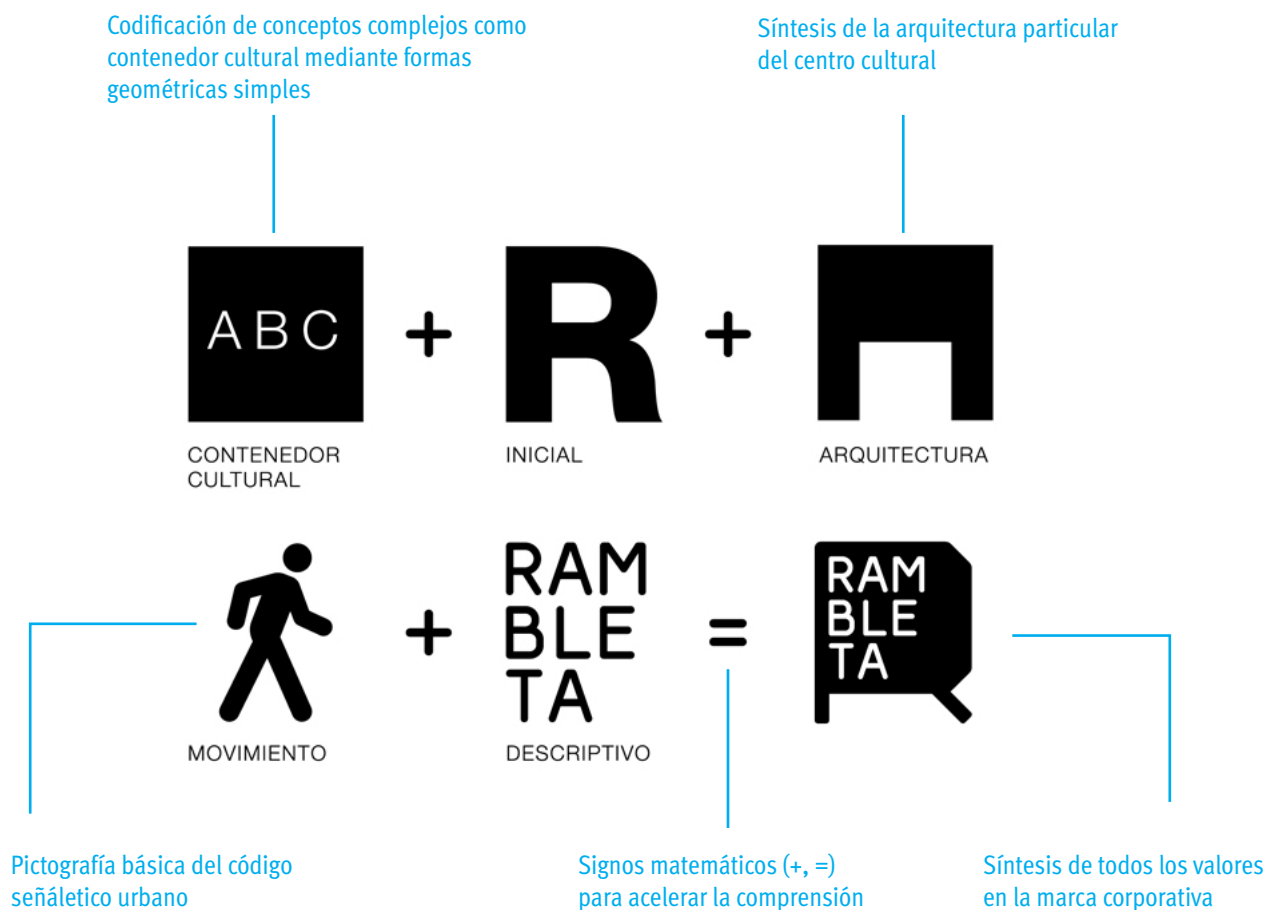 Codificación de conceptos complejos como
contenedor cultural mediante formas
geométricas simples
Síntesis de la arquitectura particular
del centro cultural
ABC
+
R
+
CONTENEDOR
CULTURAL
INICIAL
ARQUITECTURA
+
RAM
BLE
TA
=
RAM
BLE
TA
MOVIMIENTO
DESCRIPTIVO
Pictografía básica del código
señáletico urbano
Signos matemáticos (+, =)
para acelerar la comprensión
Síntesis de todos los valores
en la marca corporativa